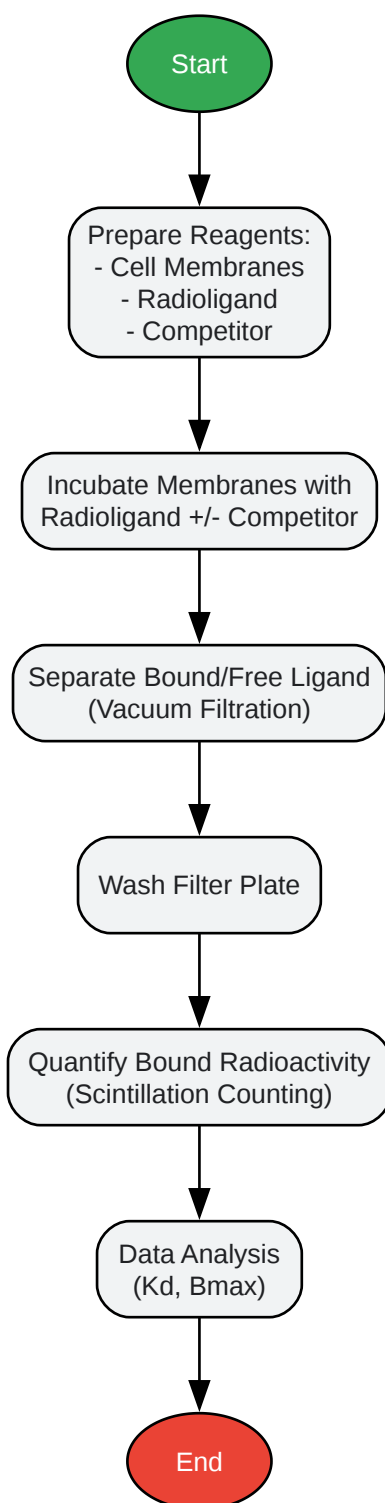 Start
Prepare Reagents:
- Cell Membranes
- Radioligand
- Competitor
Incubate Membranes with
Radioligand +/- Competitor
Separate Bound/Free Ligand
(Vacuum Filtration)
Wash Filter Plate
Quantify Bound Radioactivity
(Scintillation Counting)
Data Analysis
(Kd, Bmax)
End